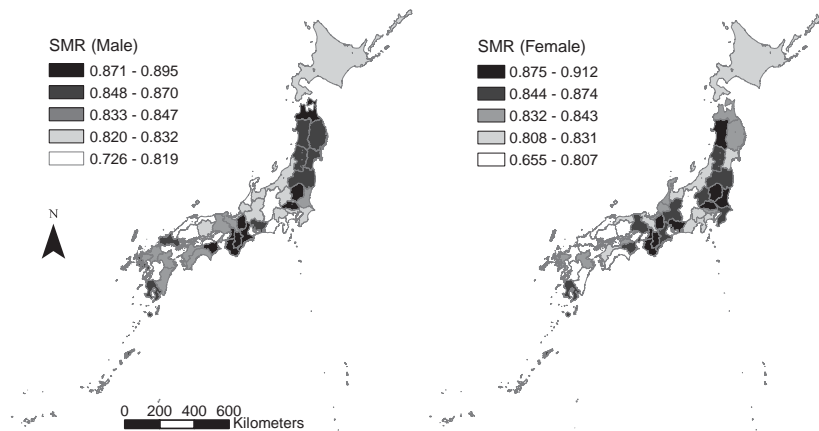 SMR (Male)
0.871 - 0.895
0.848 - 0.870
0.833 - 0.847
0.820 - 0.832
0.726 - 0.819
SMR (Female)
0.875 - 0.912
0.844 - 0.874
0.832 - 0.843
0.808 - 0.831
0.655 - 0.807
N
0 200 400 600
Kilometers